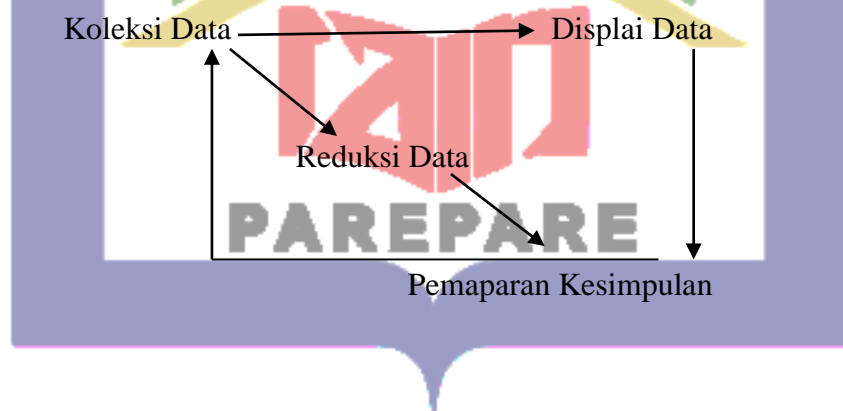 Koleksi Data Displai Data
Reduksi Data
PAREPARE
Pemaparan Kesimpulan